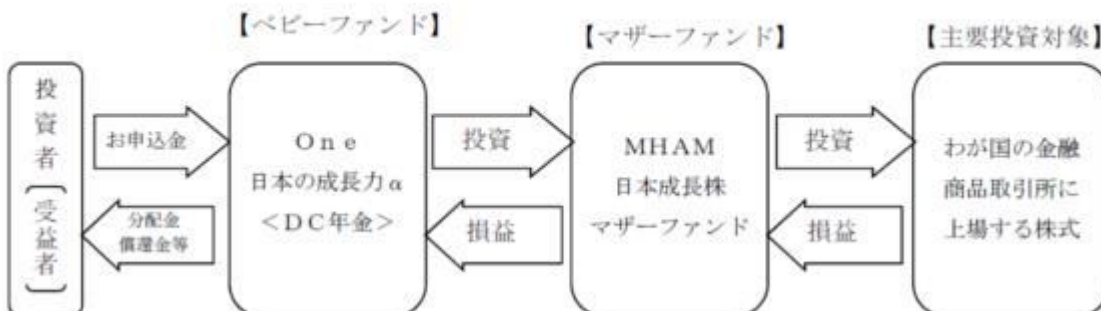 【ベビーファンド】
【マザーファンド】
【主要投資対象】
投資者
（受益者）
お申込金
分配金
償還金等
One
日本の成長力α
＜DC年金＞
投資
損益
MHAM
日本成長株
マザーファンド
投資
損益
わが国の金融
商品取引所に
上場する株式